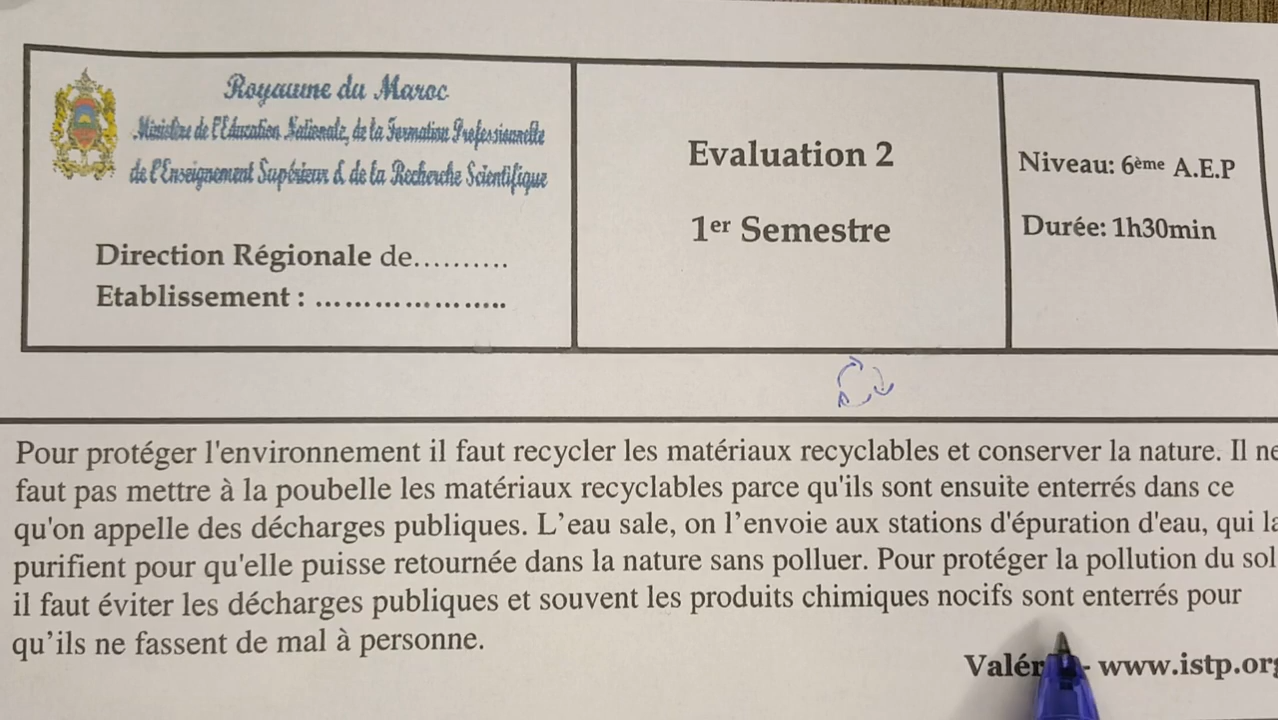 Royaume du Maroc
Ministère de l'Education Nationale, de la Formation Professionnelle
de l'Enseignement Supérieur & de la Recherche Scientifique
Direction Régionale de..........
Etablissement : .....................
Evaluation 2
1er Semestre
Niveau: 6ème A.E.P
Durée: 1h30min
Pour protéger l'environnement il faut recycler les matériaux recyclables et conserver la nature. Il ne
faut pas mettre à la poubelle les matériaux recyclables parce qu'ils sont ensuite enterrés dans ce
qu'on appelle des décharges publiques. L’eau sale, on l’envoie aux stations d'épuration d'eau, qui la
purifient pour qu'elle puisse retournée dans la nature sans polluer. Pour protéger la pollution du sol
il faut éviter les décharges publiques et souvent les produits chimiques nocifs sont enterrés pour
qu’ils ne fassent de mal à personne.
- www.istp.org